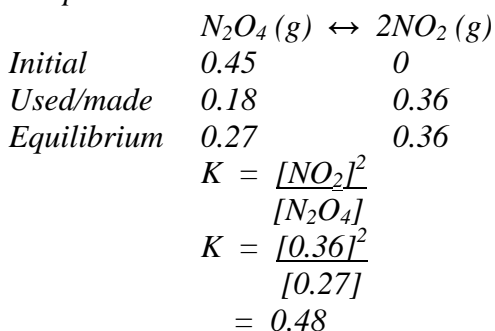 N₂O₄ (g) ↔ 2NO₂ (g)
Initial 0.45 0
Used/made 0.18 0.36
Equilibrium 0.27 0.36
K = [NO₂]²
[N₂O₄]
K = [0.36]²
[0.27]
= 0.48